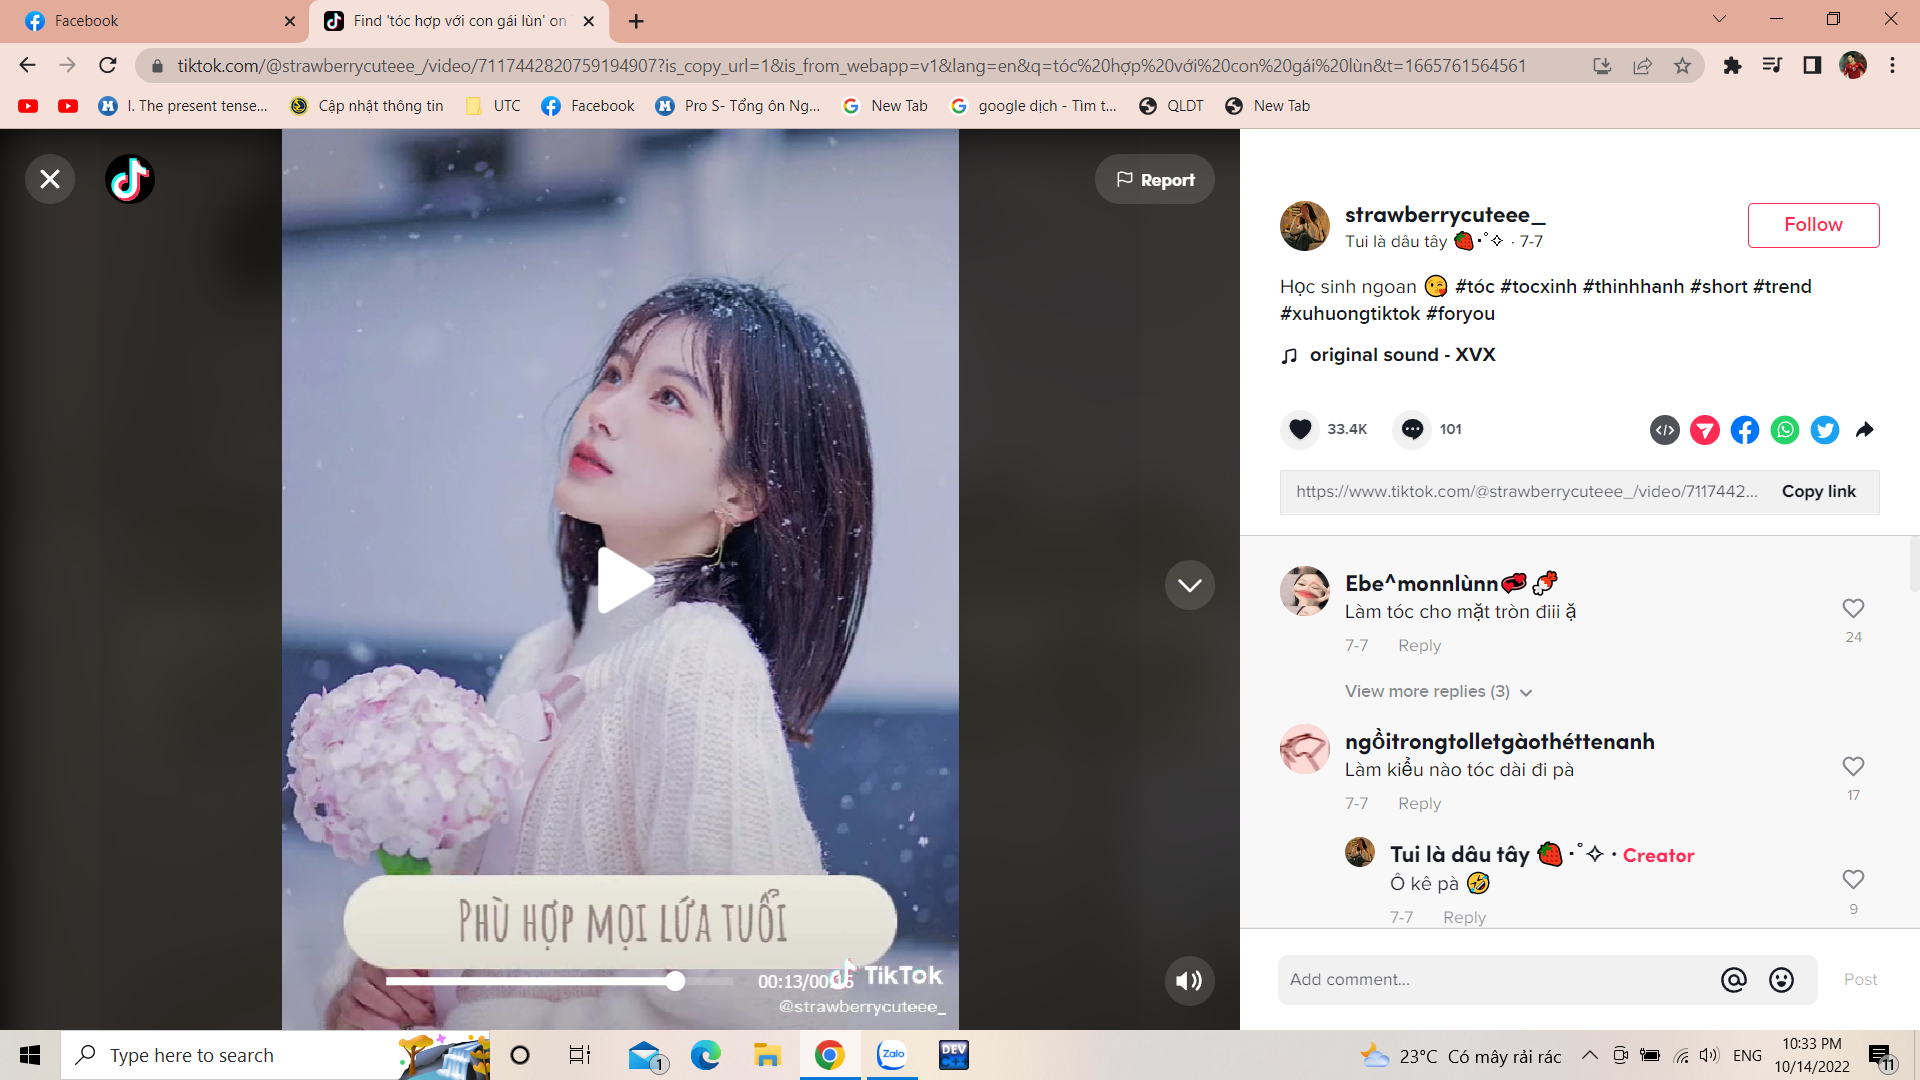 Facebook
Find 'tóc hợp với con gái lùn' on
tiktok.com/@strawberrycuteee_/video/7117442820759194907?is_copy_url=1&is_from_webapp=v1&lang=en&q=tóc%20hợp%20với%20con%20gái%20lùn&t=1665761564561
I. The present tense...
Cập nhật thông tin
UTC
Facebook
Pro S- Tổng ôn Ng...
New Tab
google dịch - Tìm t...
QLDT
New Tab
Report
strawberrycuteee_
Tui là dâu tây 🍓⋆˚✧ · 7-7
Follow
Học sinh ngoan 😘 #tóc #tocxinh #thinhhanh #short #trend
#xuhuongtiktok #foryou
original sound - XVX
33.4K
101
https://www.tiktok.com/@strawberrycuteee_/video/7117442...
Copy link
Ebe^monnlùnn
Làm tóc cho mặt tròn điii ặ
7-7 Reply
24
View more replies (3)
ngồitrongtolletgàothéttenanh
Làm kiểu nào tóc dài đi pà
7-7 Reply
17
Tui là dâu tây 🍓⋆˚✧ · Creator
Ô kê pà 🤣
7-7 Reply
9
Add comment...
Post
PHÙ HỢP MỌI LỨA TUỔI
00:13/00:15
TikTok
@strawberrycuteee_
Type here to search
1
Zalo
DEV
C++
23°C Có mây rải rác
ENG
10:33 PM
10/14/2022
11